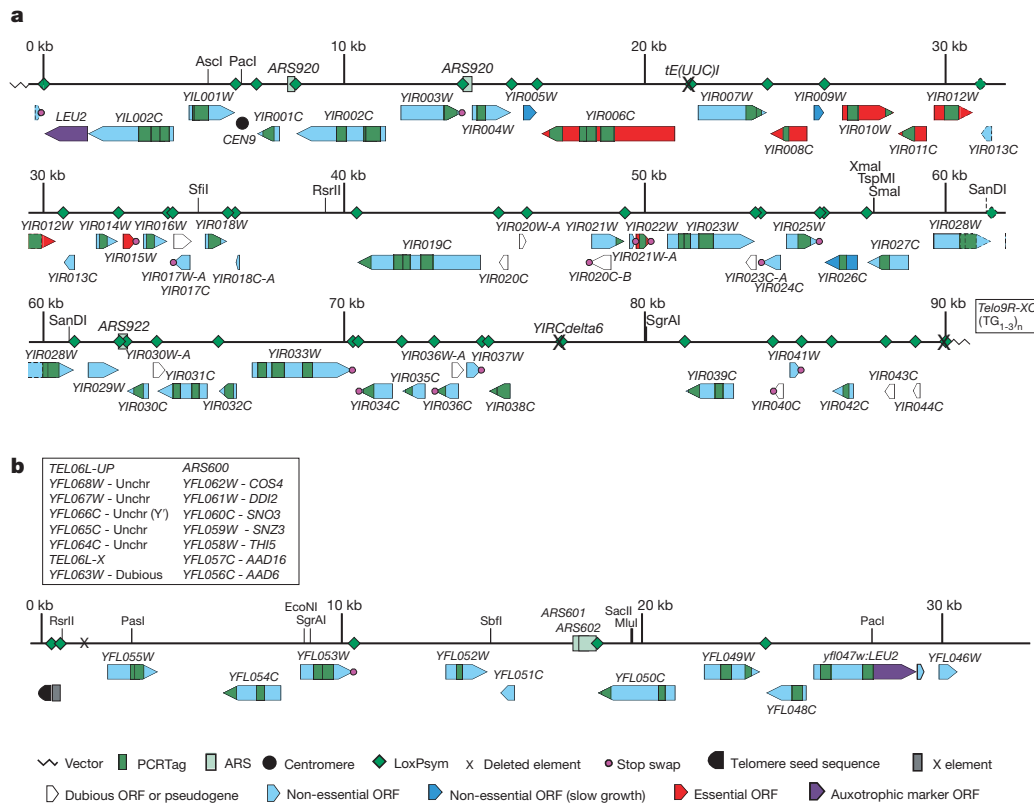 a
0 kb 10 kb 20 kb 30 kb
AscI PacI ARS920 ARS920 tE(UUC)I
YIL001W YIR003W YIR005W YIR007W YIR009W YIR012W
LEU2 YIL002C CEN9 YIR001C YIR002C YIR004W YIR006C YIR008C YIR010W YIR011C YIR013C
30 kb 40 kb 50 kb 60 kb
SfiI RsrII XmaI TspMI SmaI SanDI
YIR012W YIR014W YIR016W YIR018W YIR020W-A YIR021W YIR022W YIR023W YIR025W YIR028W
YIR013C YIR015W YIR017W-A YIR017C YIR018C-A YIR019C YIR020C YIR020C-B YIR021W-A YIR023C-A YIR024C YIR026C YIR027C
60 kb 70 kb 80 kb 90 kb
SanDI ARS922 YIRCdelta6 SgrAI Telo9R-XC (TG1-3)n
YIR028W YIR030W-A YIR033W YIR036W-A YIR037W YIR041W
YIR029W YIR030C YIR031C YIR032C YIR034C YIR035C YIR036C YIR038C YIR039C YIR040C YIR042C YIR043C YIR044C
b
TEL06L-UP ARS600
YFL068W - Unchr YFL062W - COS4
YFL067W - Unchr YFL061W - DDI2
YFL066C - Unchr (Y') YFL060C - SNO3
YFL065C - Unchr YFL059W - SNZ3
YFL064C - Unchr YFL058W - THI5
TEL06L-X YFL057C - AAD16
YFL063W - Dubious YFL056C - AAD6
0 kb 10 kb 20 kb 30 kb
RsrII PasI EcoNI SgrAI SbfI ARS601 ARS602 SacII MluI PacI
YFL055W YFL053W YFL052W YFL049W yfl047w:LEU2 YFL046W
YFL054C YFL051C YFL050C YFL048C
Vector PCRTag ARS Centromere LoxPsym X Deleted element Stop swap Telomere seed sequence X element
Dubious ORF or pseudogene Non-essential ORF Non-essential ORF (slow growth) Essential ORF Auxotrophic marker ORF